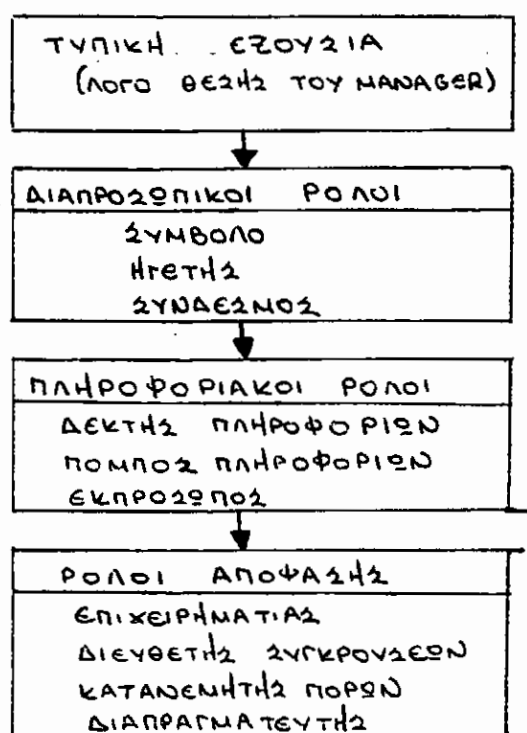 ΤΥΠΙΚΗ ΕΞΟΥΣΙΑ
(ΛΟΓΟ ΘΕΣΗΣ ΤΟΥ MANAGER)
ΔΙΑΠΡΟΣΩΠΙΚΟΙ ΡΟΛΟΙ
ΣΥΜΒΟΛΟ
ΗΓΕΤΗΣ
ΣΥΝΔΕΣΜΟΣ
ΠΛΗΡΟΦΟΡΙΑΚΟΙ ΡΟΛΟΙ
ΔΕΚΤΗΣ ΠΛΗΡΟΦΟΡΙΩΝ
ΠΟΜΠΟΣ ΠΛΗΡΟΦΟΡΙΩΝ
ΕΚΠΡΟΣΩΠΟΣ
ΡΟΛΟΙ ΑΠΟΦΑΣΗΣ
ΕΠΙΧΕΙΡΗΜΑΤΙΑΣ
ΔΙΕΥΘΕΤΗΣ ΣΥΓΚΡΟΥΣΕΩΝ
ΚΑΤΑΝΕΜΗΤΗΣ ΠΟΡΩΝ
ΔΙΑΠΡΑΓΜΑΤΕΥΤΗΣ